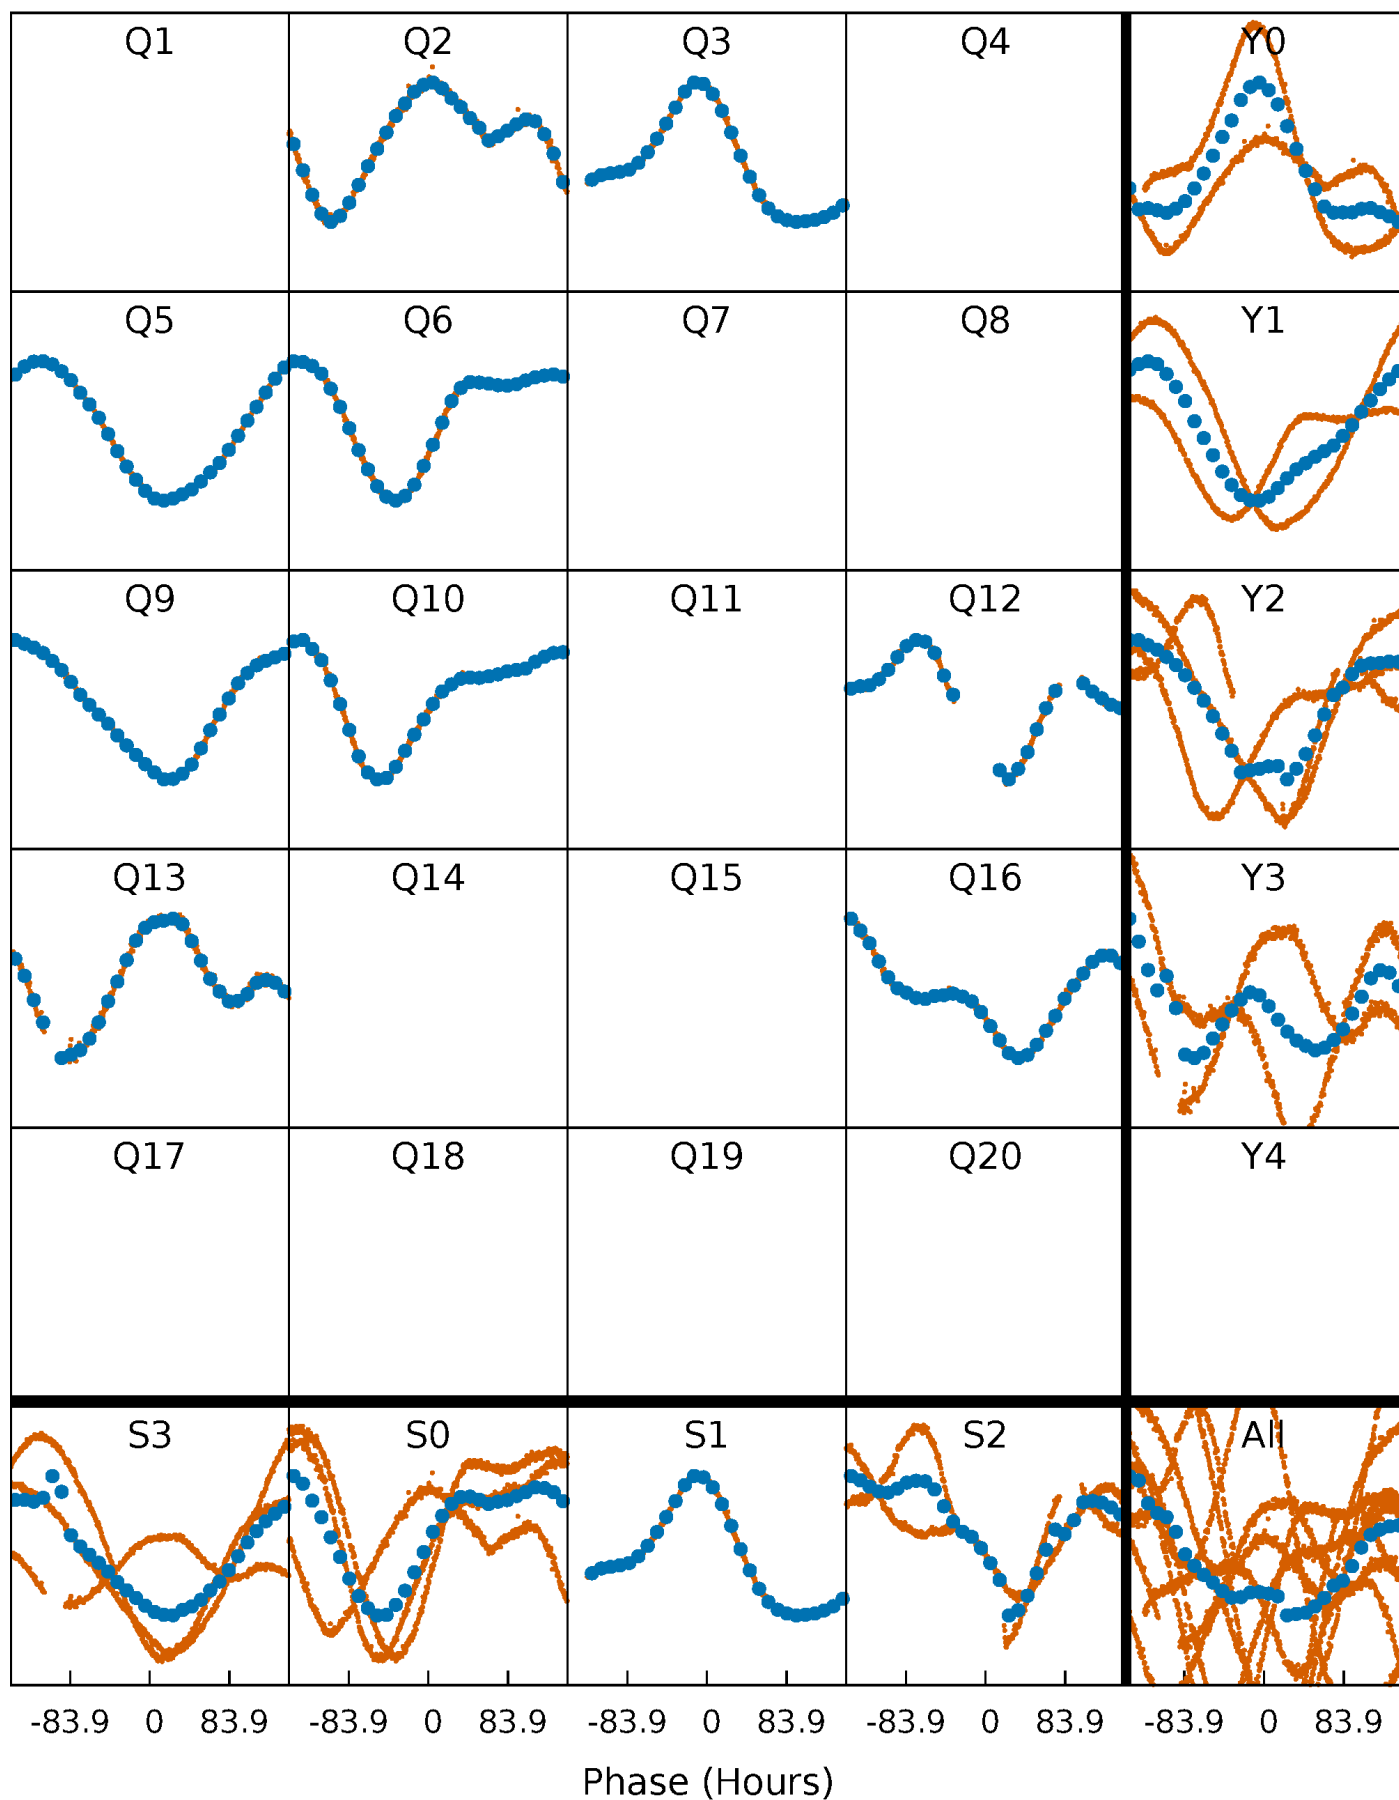 Q1 Q2 Q3 Q4 Y0
Q5 Q6 Q7 Q8 Y1
Q9 Q10 Q11 Q12 Y2
Q13 Q14 Q15 Q16 Y3
Q17 Q18 Q19 Q20 Y4
S3 S0 S1 S2 All
-83.9 0 83.9 -83.9 0 83.9 -83.9 0 83.9 -83.9 0 83.9 -83.9 0 83.9
Phase (Hours)